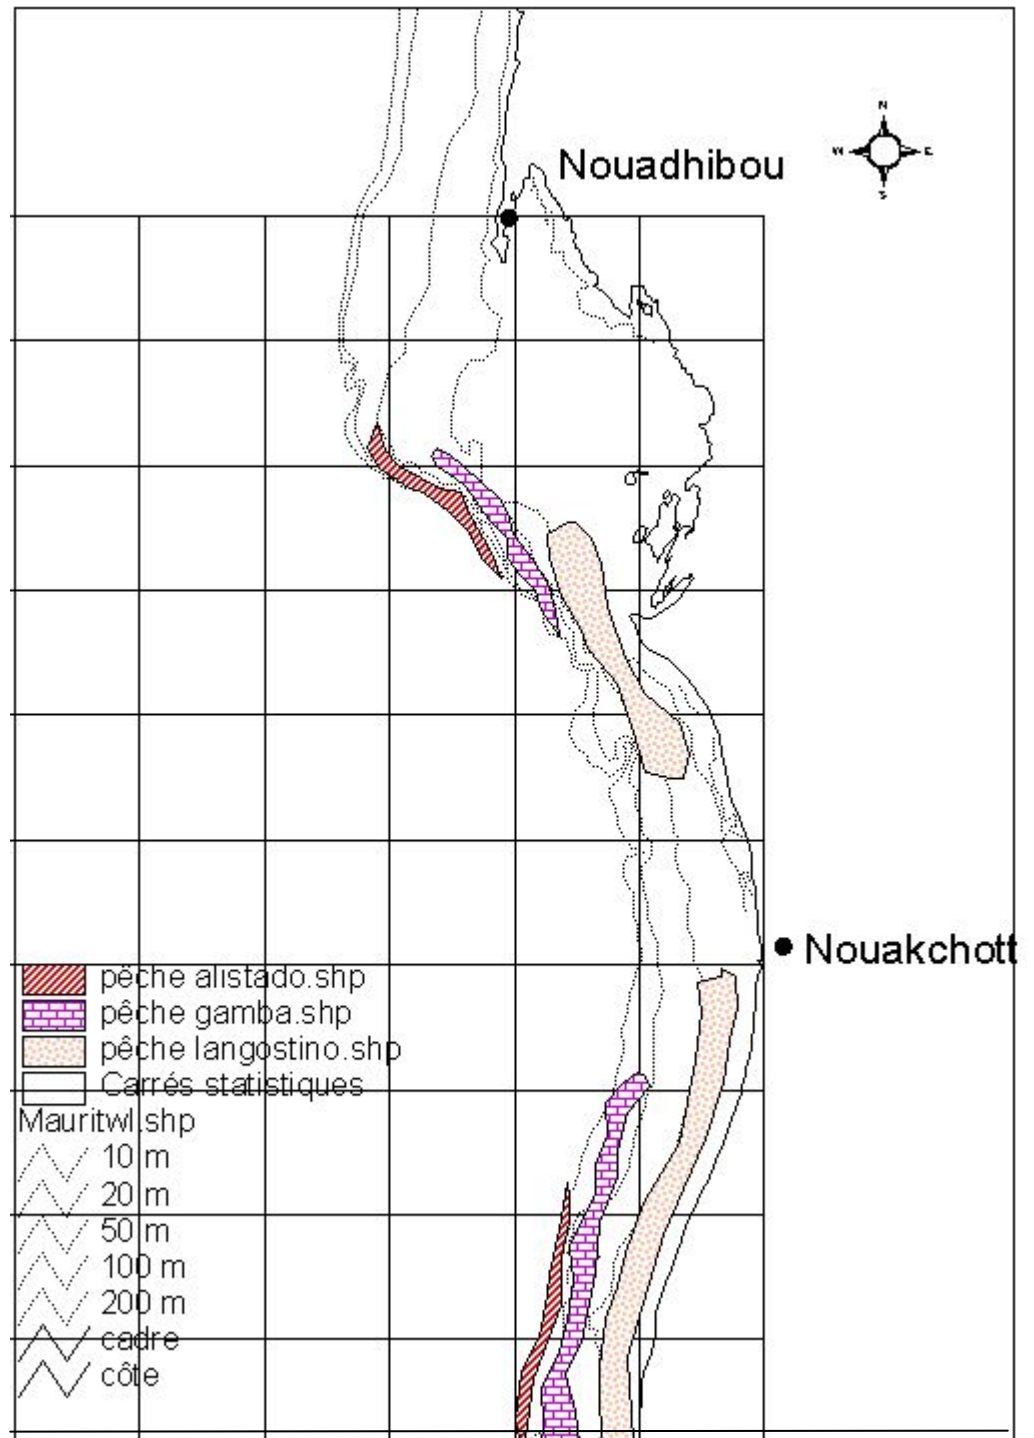 N
W E
S
Nouadhibou
Nouakchott
pêche alistado.shp
pêche gamba.shp
pêche langostino.shp
Carrés statistiques
Mauritwl.shp
10 m
20 m
50 m
100 m
200 m
cadre
côte